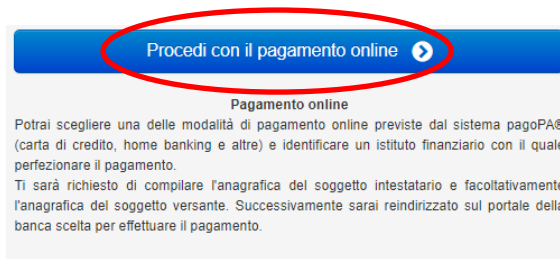 Procedi con il pagamento online
Pagamento online
Potrai scegliere una delle modalità di pagamento online previste dal sistema pagoPA®
(carta di credito, home banking e altre) e identificare un istituto finanziario con il quale
perfezionare il pagamento.
Ti sarà richiesto di compilare l'anagrafica del soggetto intestatario e facoltativamente
l'anagrafica del soggetto versante. Successivamente sarai reindirizzato sul portale della
banca scelta per effettuare il pagamento.